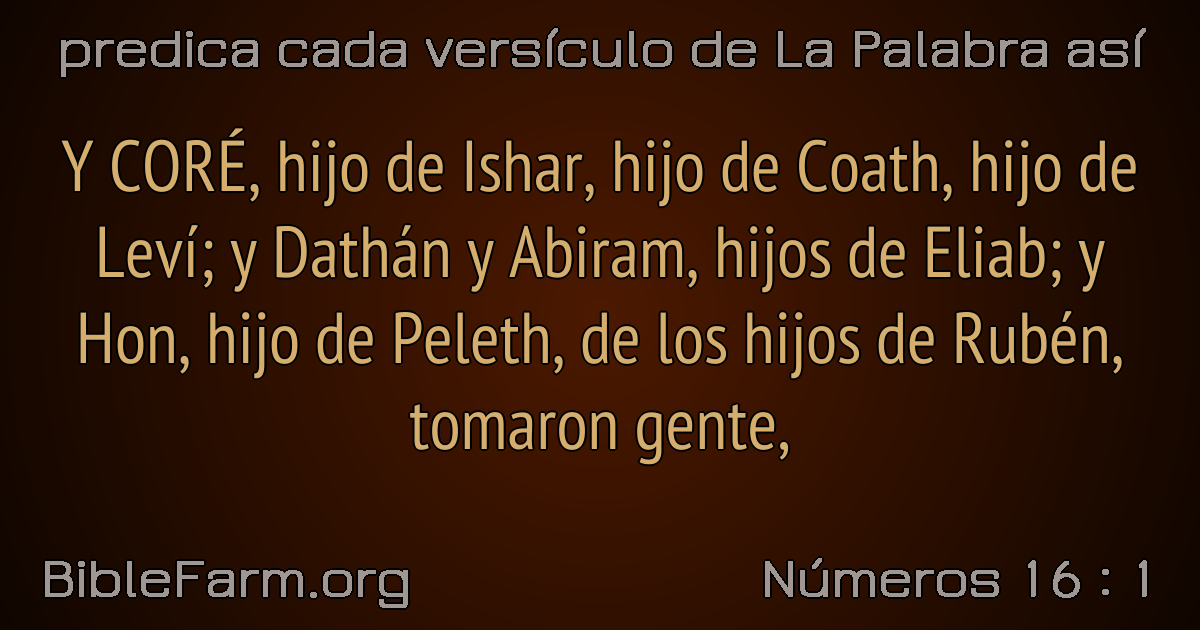 predica cada versículo de La Palabra así
Y CORÉ, hijo de Ishar, hijo de Coath, hijo de
Leví; y Dathán y Abiram, hijos de Eliab; y
Hon, hijo de Peleth, de los hijos de Rubén,
tomaron gente,
BibleFarm.org
Números 16 : 1